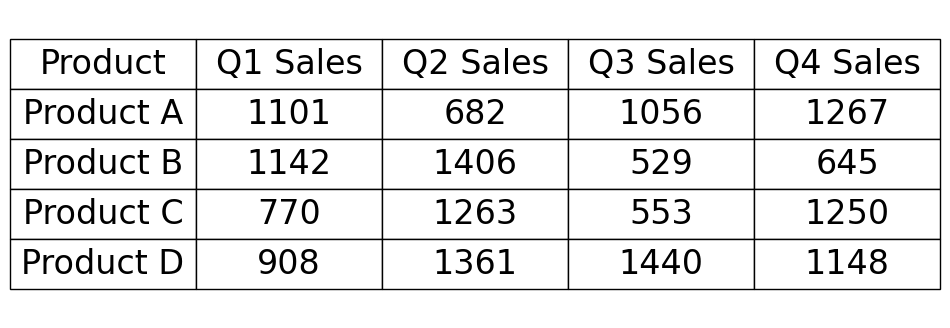 Product Q1 Sales Q2 Sales Q3 Sales Q4 Sales
Product A 1101 682 1056 1267
Product B 1142 1406 529 645
Product C 770 1263 553 1250
Product D 908 1361 1440 1148